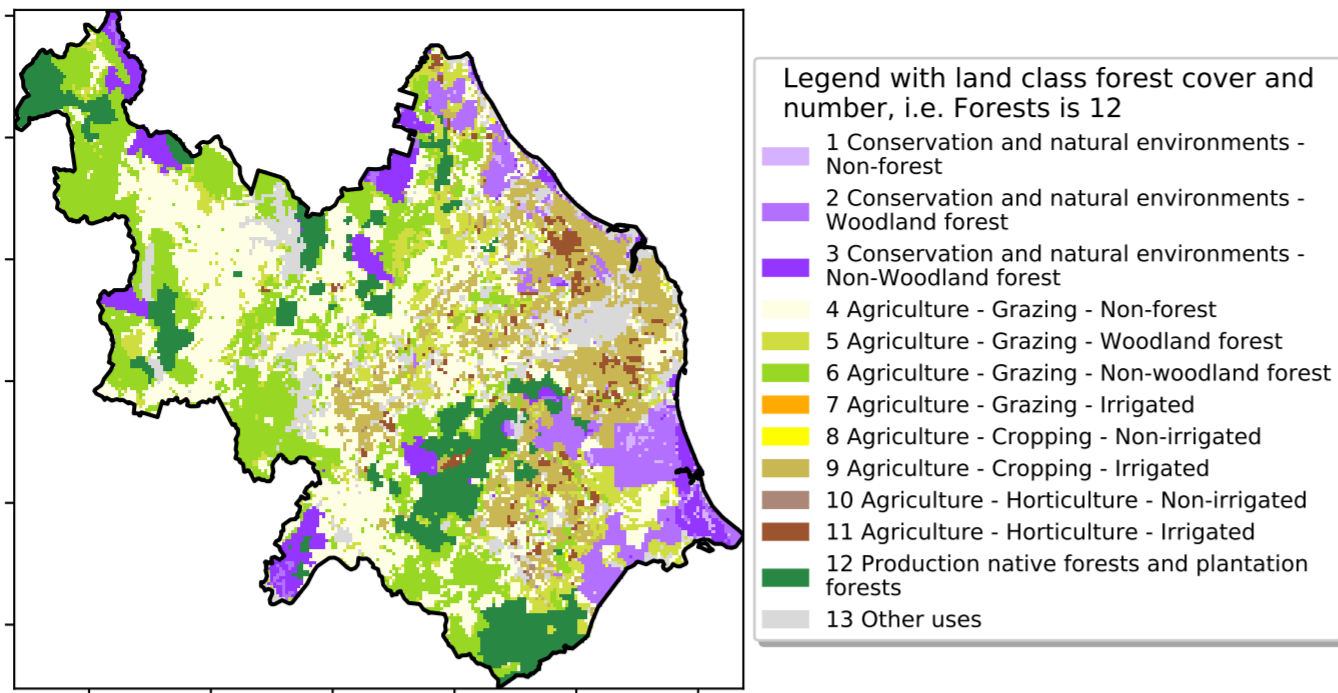 Legend with land class forest cover and
number, i.e. Forests is 12
1 Conservation and natural environments -
Non-forest
2 Conservation and natural environments -
Woodland forest
3 Conservation and natural environments -
Non-Woodland forest
4 Agriculture - Grazing - Non-forest
5 Agriculture - Grazing - Woodland forest
6 Agriculture - Grazing - Non-woodland forest
7 Agriculture - Grazing - Irrigated
8 Agriculture - Cropping - Non-irrigated
9 Agriculture - Cropping - Irrigated
10 Agriculture - Horticulture - Non-irrigated
11 Agriculture - Horticulture - Irrigated
12 Production native forests and plantation
forests
13 Other uses